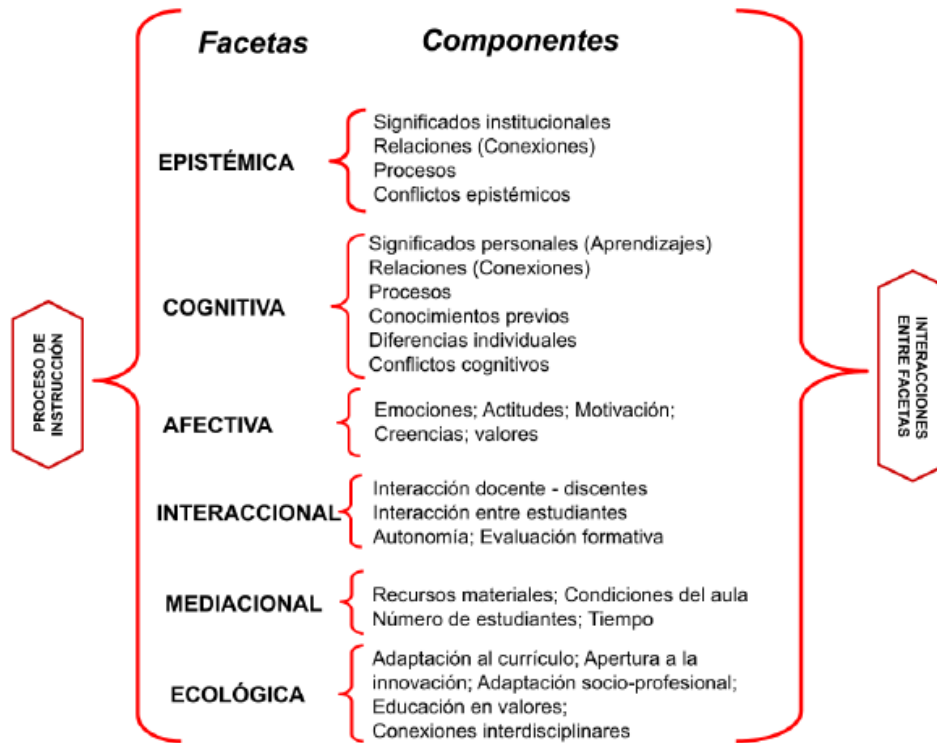 Facetas
Componentes
PROCESO DE
INSTRUCCIÓN
EPISTÉMICA
Significados institucionales
Relaciones (Conexiones)
Procesos
Conflictos epistémicos
COGNITIVA
Significados personales (Aprendizajes)
Relaciones (Conexiones)
Procesos
Conocimientos previos
Diferencias individuales
Conflictos cognitivos
AFECTIVA
Emociones; Actitudes; Motivación;
Creencias; valores
INTERACCIONAL
Interacción docente - discentes
Interacción entre estudiantes
Autonomía; Evaluación formativa
MEDIACIONAL
Recursos materiales; Condiciones del aula
Número de estudiantes; Tiempo
ECOLÓGICA
Adaptación al currículo; Apertura a la
innovación; Adaptación socio-profesional;
Educación en valores;
Conexiones interdisciplinares
INTERACCIONES
ENTRE FACETAS